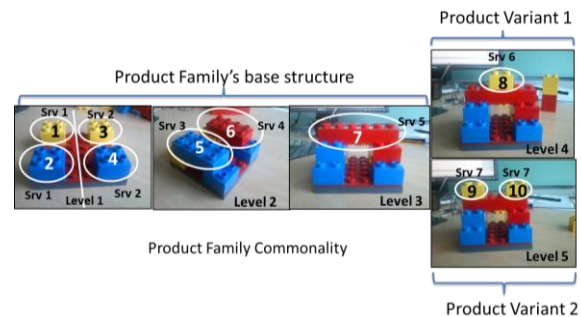 Product Variant 1
Product Family's base structure
Srv 1
Srv 2
1
3
2
4
Srv 1
Srv 2
Level 1
Srv 3
6
Srv 4
5
Level 2
Srv 5
7
Level 3
Srv 6
8
Level 4
Srv 7
Srv 7
9
10
Level 5
Product Family Commonality
Product Variant 2